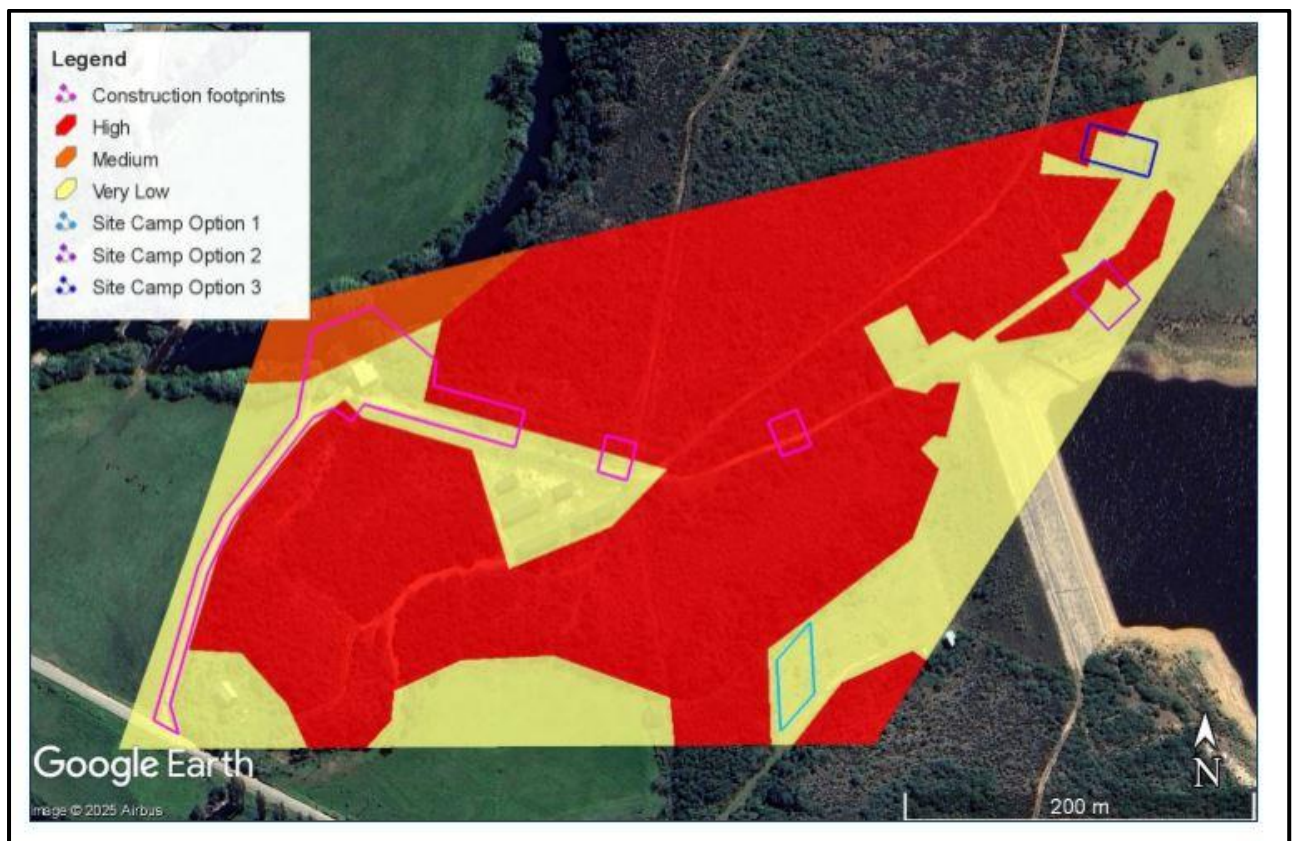 Legend
Construction footprints
High
Medium
Very Low
Site Camp Option 1
Site Camp Option 2
Site Camp Option 3
Google Earth
N
Image © 2025 Airbus
200 m